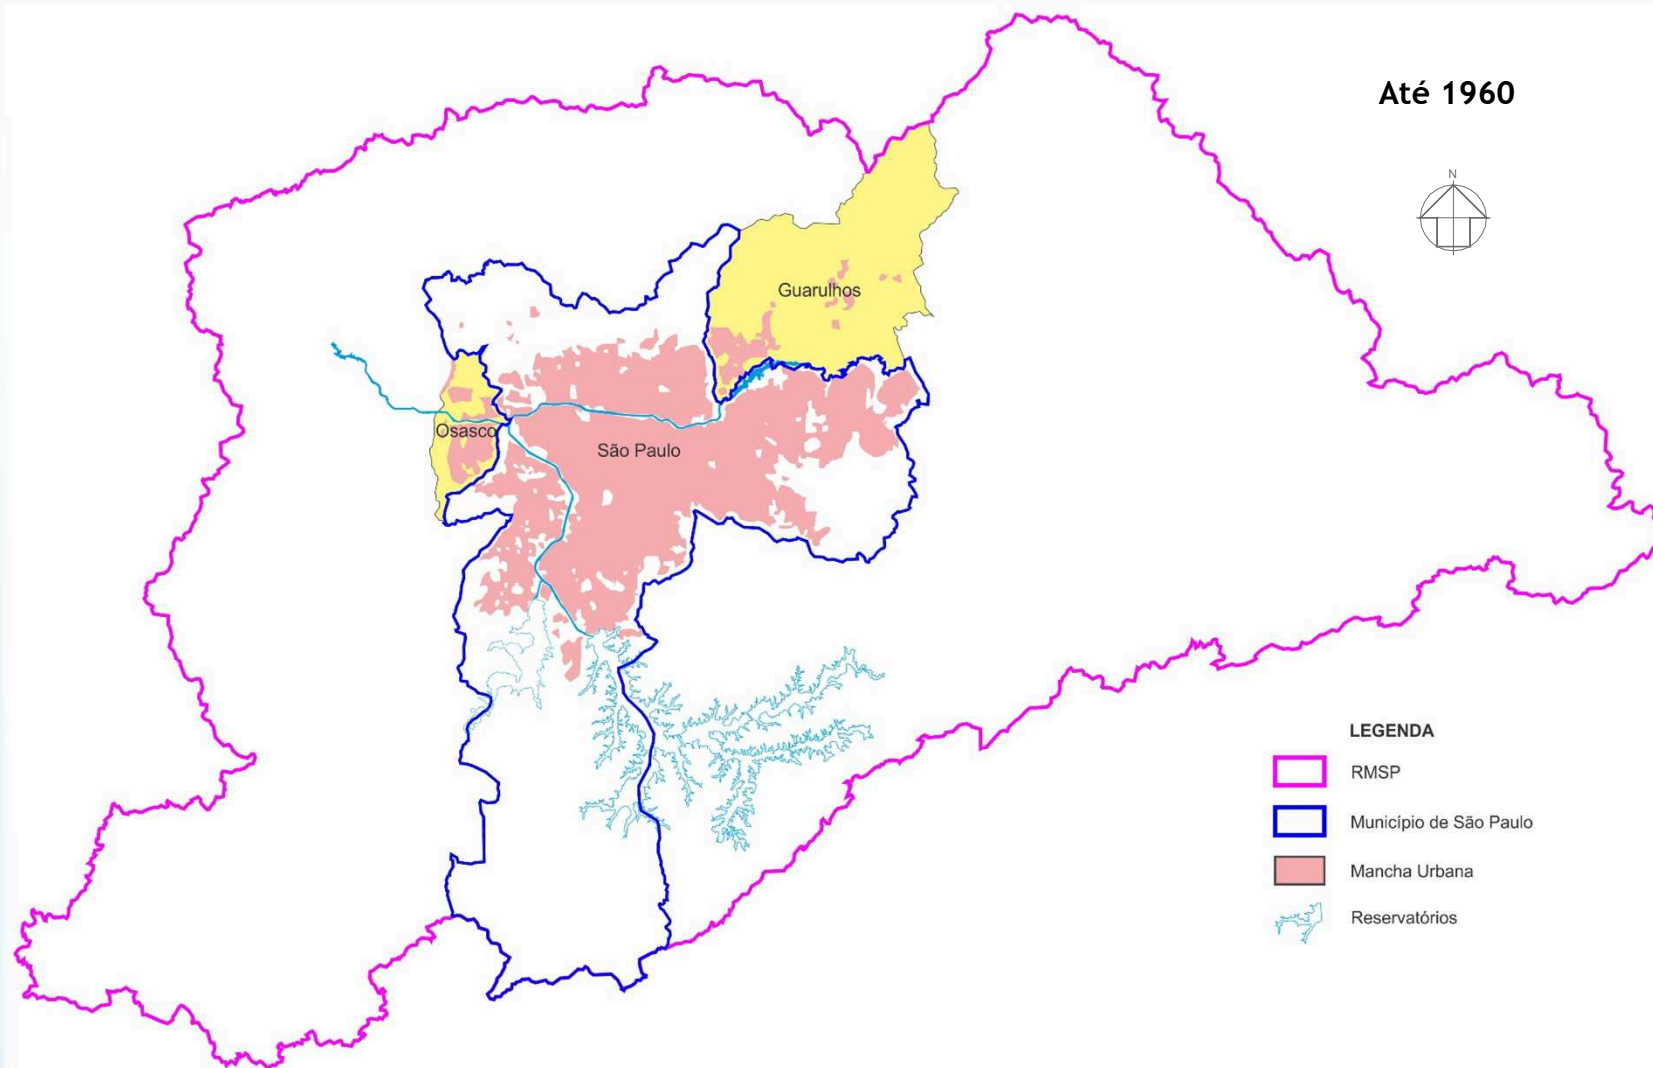 Até 1960
N
Guarulhos
Osasco
São Paulo
LEGENDA
RMSP
Município de São Paulo
Mancha Urbana
Reservatórios